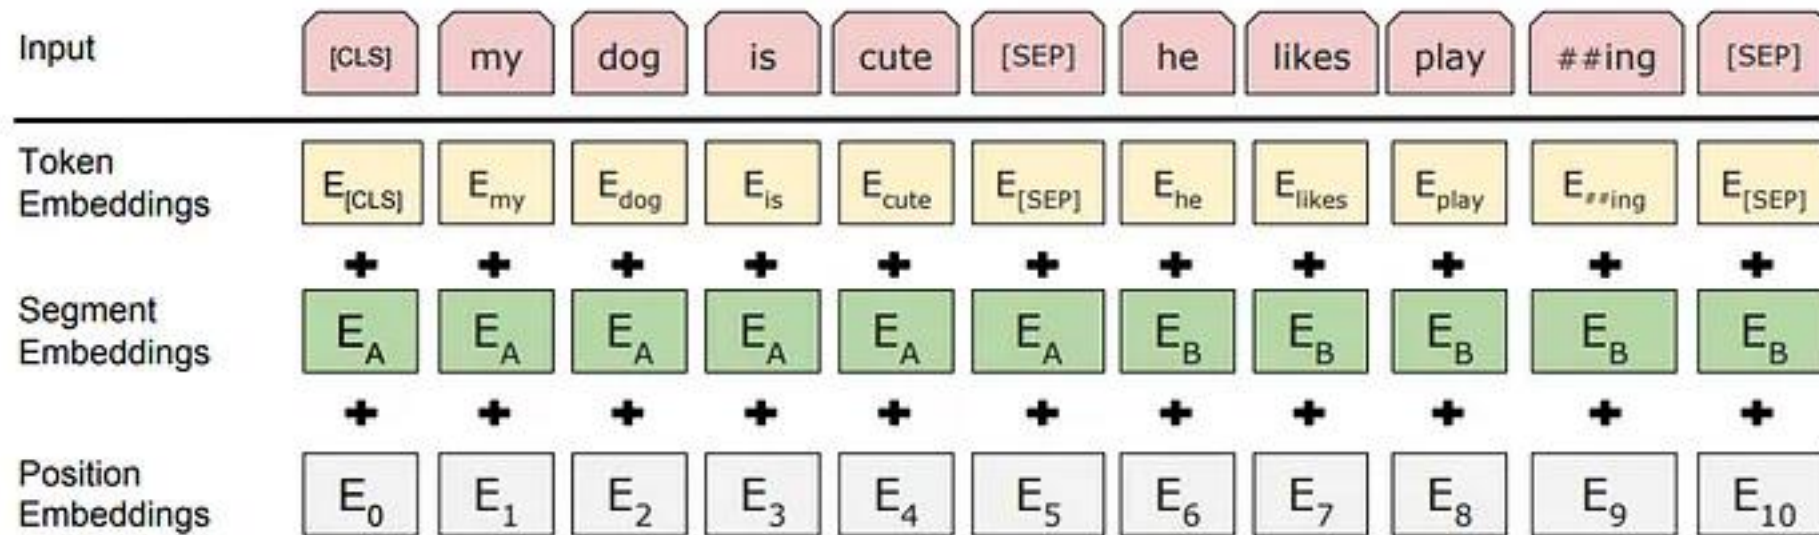 Input [CLS] my dog is cute [SEP] he likes play ##ing [SEP]
Token
Embeddings E[CLS] Emy Edog Eis Ecute E[SEP] Ehe Elikes Eplay E##ing E[SEP]
+ + + + + + + + + + +
Segment
Embeddings EA EA EA EA EA EA EB EB EB EB EB
+ + + + + + + + + + +
Position
Embeddings E0 E1 E2 E3 E4 E5 E6 E7 E8 E9 E10